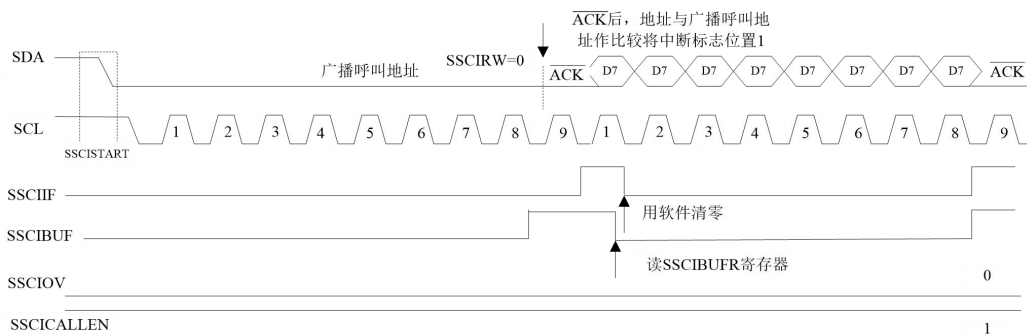 ACK后，地址与广播呼叫地
址作比较将中断标志位置1
SDA
广播呼叫地址
SSCIRW=0
ACK
D7
D7
D7
D7
D7
D7
D7
D7
ACK
SCL
1
2
3
4
5
6
7
8
9
1
2
3
4
5
6
7
8
9
SSCISTART
SSCIIF
用软件清零
SSCIBUF
读SSCIBUFR寄存器
SSCIOV
0
SSCICALLEN
1